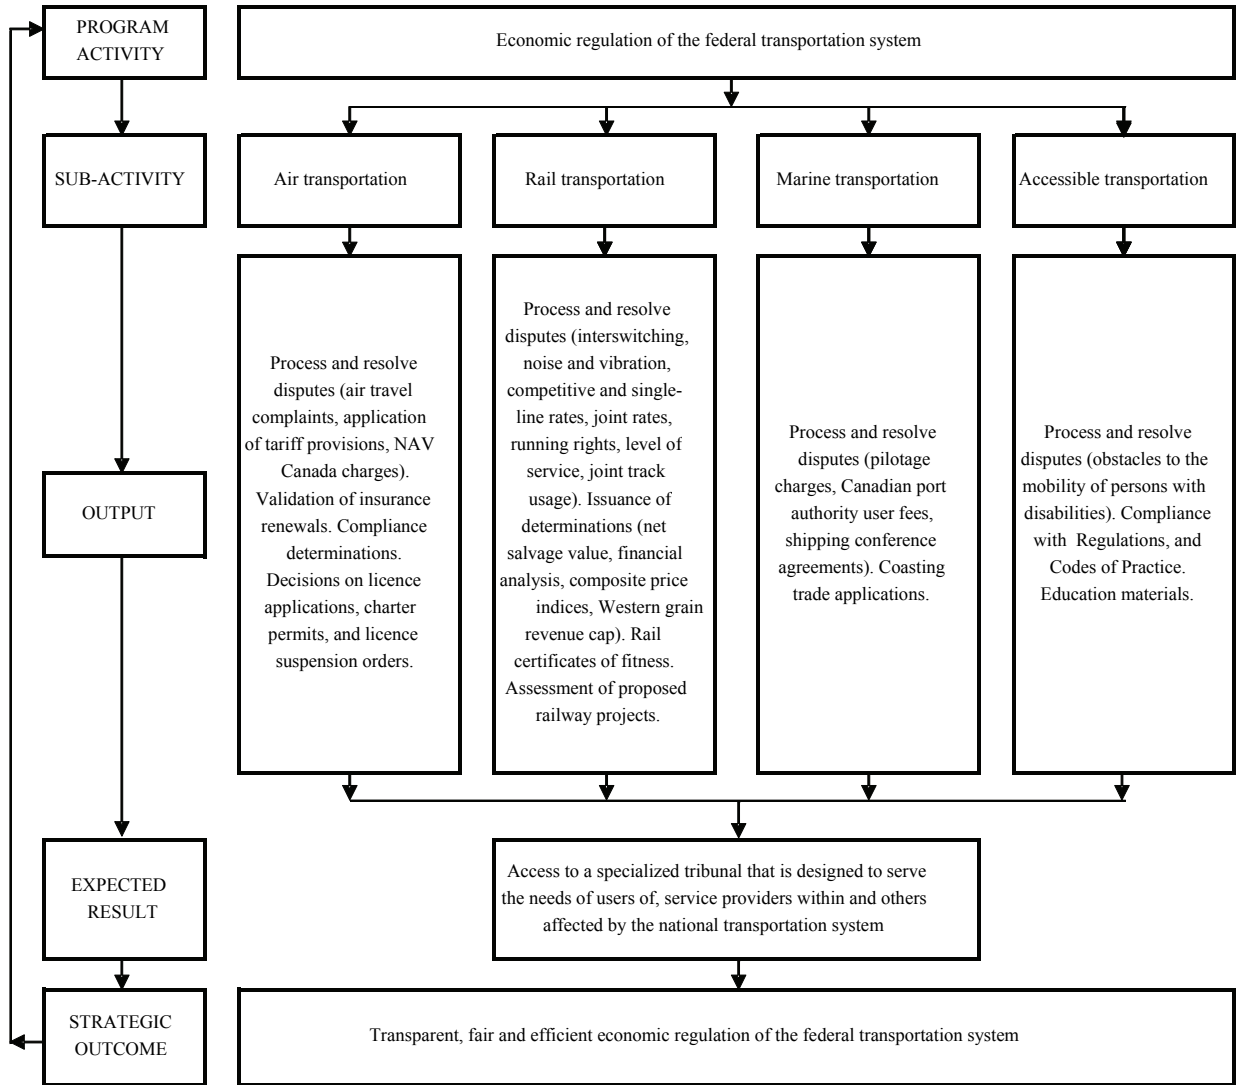 PROGRAM
ACTIVITY
Economic regulation of the federal transportation system
SUB-ACTIVITY
Air transportation
Rail transportation
Marine transportation
Accessible transportation
OUTPUT
Process and resolve
disputes (air travel
complaints, application
of tariff provisions, NAV
Canada charges).
Validation of insurance
renewals. Compliance
determinations.
Decisions on licence
applications, charter
permits, and licence
suspension orders.
Process and resolve
disputes (interswitching,
noise and vibration,
competitive and single-
line rates, joint rates,
running rights, level of
service, joint track
usage). Issuance of
determinations (net
salvage value, financial
analysis, composite price
indices, Western grain
revenue cap). Rail
certificates of fitness.
Assessment of proposed
railway projects.
Process and resolve
disputes (pilotage
charges, Canadian port
authority user fees,
shipping conference
agreements). Coasting
trade applications.
Process and resolve
disputes (obstacles to the
mobility of persons with
disabilities). Compliance
with Regulations, and
Codes of Practice.
Education materials.
EXPECTED
RESULT
Access to a specialized tribunal that is designed to serve
the needs of users of, service providers within and others
affected by the national transportation system
STRATEGIC
OUTCOME
Transparent, fair and efficient economic regulation of the federal transportation system